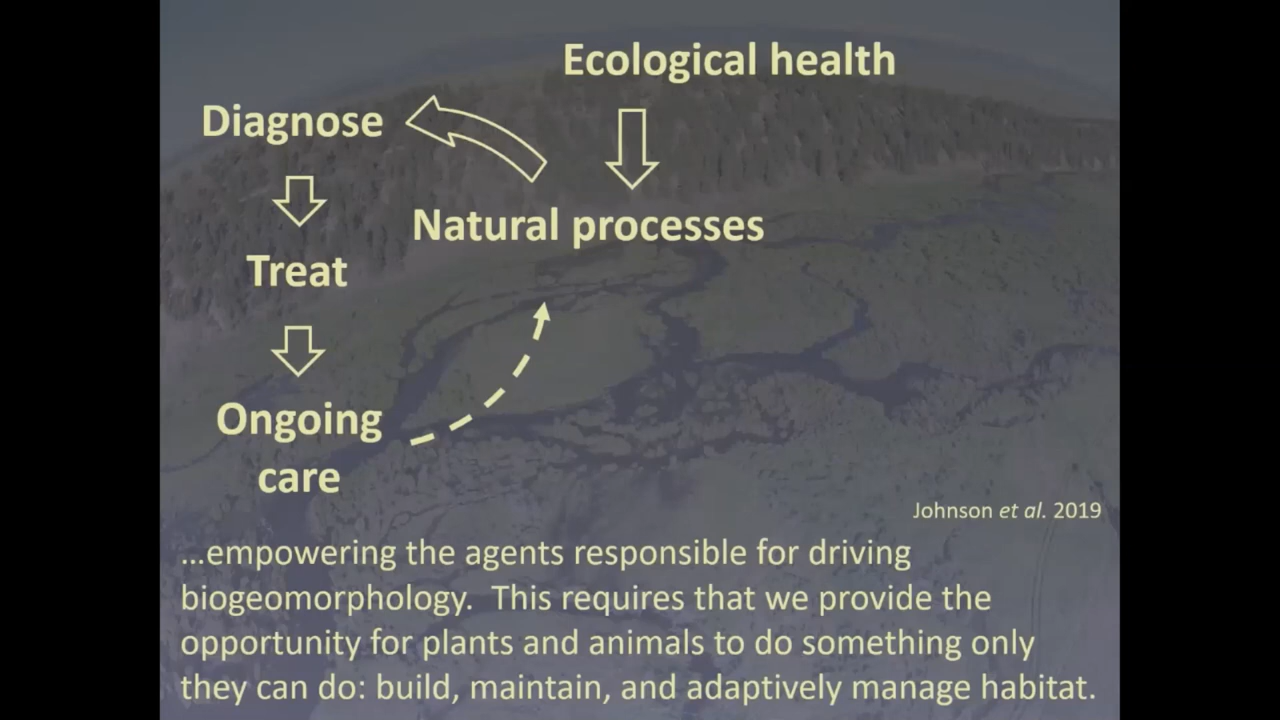 Ecological health
Diagnose
Natural processes
Treat
Ongoing
care
Johnson et al. 2019
...empowering the agents responsible for driving
biogeomorphology.  This requires that we provide the
opportunity for plants and animals to do something only
they can do: build, maintain, and adaptively manage habitat.